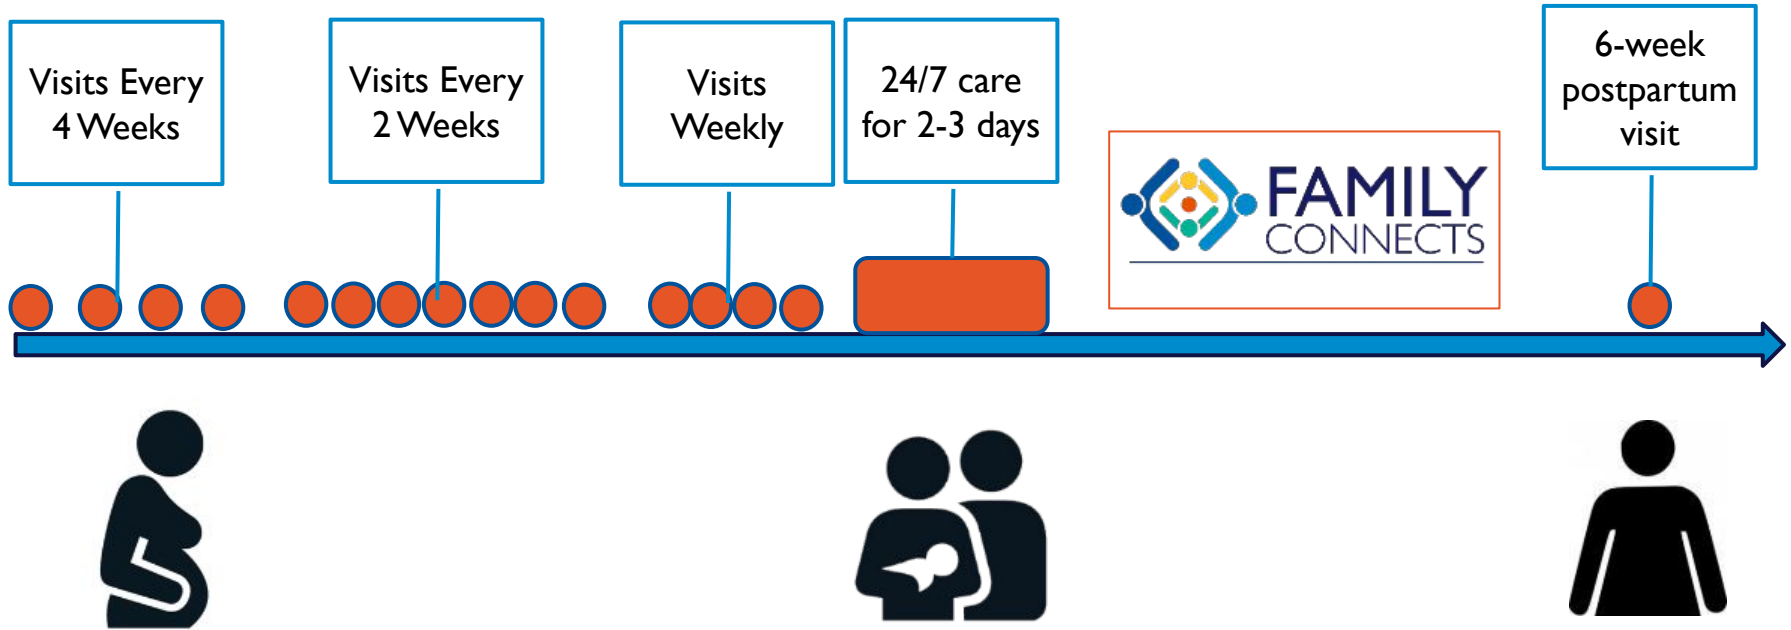 Visits Every
4 Weeks
Visits Every
2 Weeks
Visits
Weekly
24/7 care
for 2-3 days
FAMILY
CONNECTS
6-week
postpartum
visit